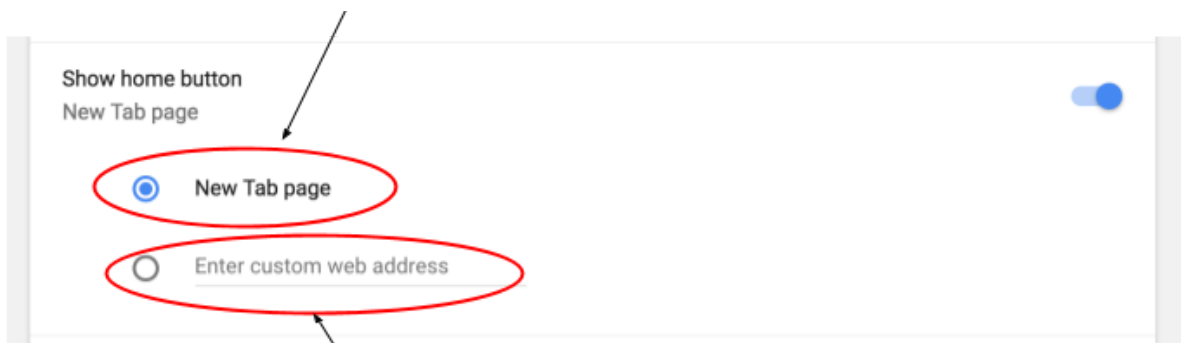 Show home button
New Tab page
New Tab page
Enter custom web address